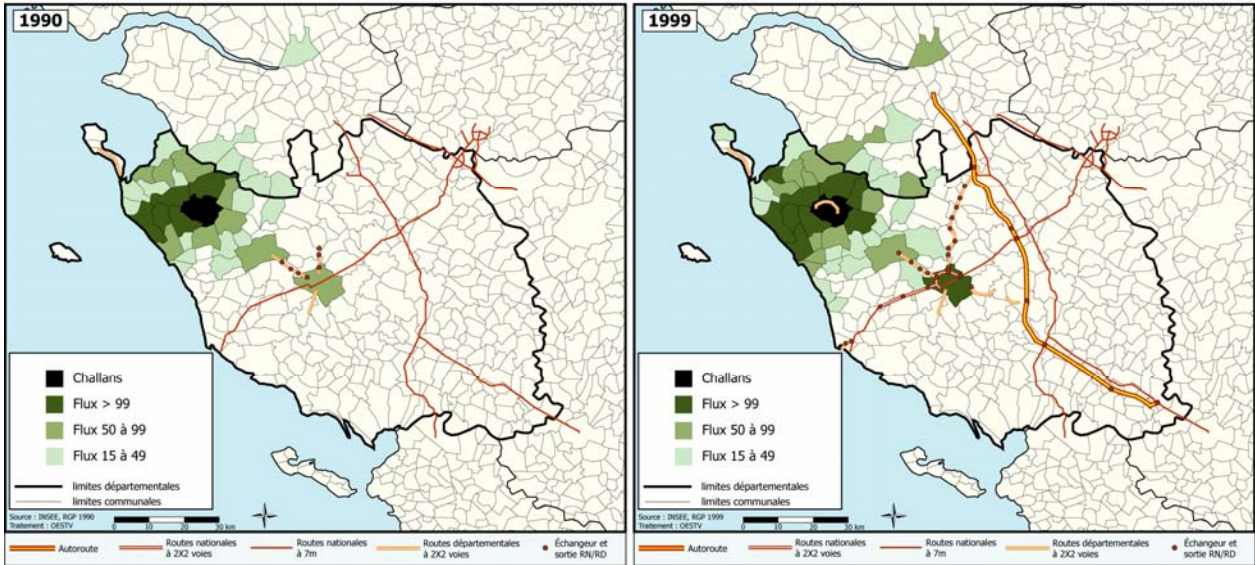 1990
Challans
Flux > 99
Flux 50 à 99
Flux 15 à 49
limites départementales
limites communales
Source : INSEE, RGP 1990
Traitement : OESTV
0 10 20 30 km
Autoroute
Routes nationales
à 2X2 voies
Routes nationales
à 7m
Routes départementales
à 2X2 voies
Échangeur et
sortie RN/RD
1999
Challans
Flux > 99
Flux 50 à 99
Flux 15 à 49
limites départementales
limites communales
Source : INSEE, RGP 1999
Traitement : OESTV
0 10 20 30 km
Autoroute
Routes nationales
à 2X2 voies
Routes nationales
à 7m
Routes départementales
à 2X2 voies
Échangeur et
sortie RN/RD